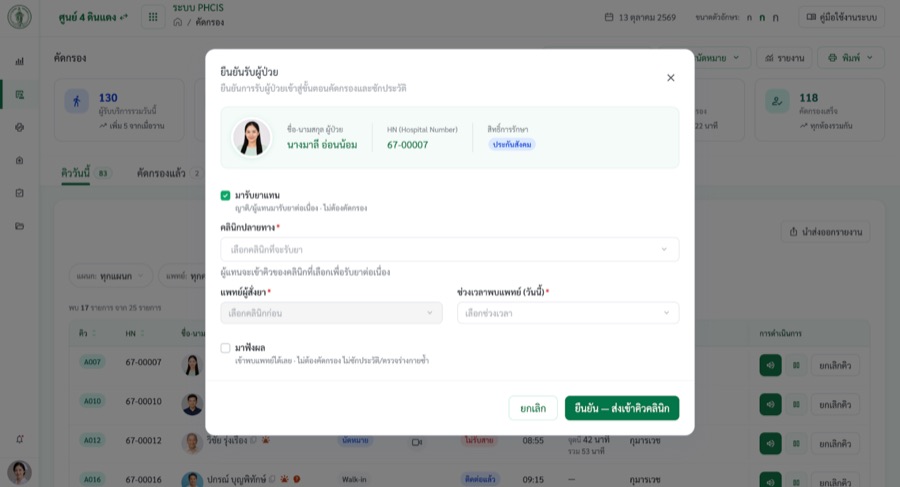 ศูนย์ 4 ดินแดง
ระบบ PHCIS
คัดกรอง
13 ตุลาคม 2569
ขนาดตัวอักษร: ก ก ก
คู่มือใช้งานระบบ
คัดกรอง
นัดหมาย
รายงาน
พิมพ์
130
ผู้รับบริการรวมวันนี้
เพิ่ม 5 รายจากเมื่อวาน
22 นาที
118
คัดกรองเสร็จ
ทุกห้องรวมกัน
คิววันนี้ 83
คัดกรองแล้ว 2
นำส่งออกรายงาน
แผนก: ทุกแผนก
แพทย์:
พบ 17 รายการ จาก 25 รายการ
คิว
HN
การดำเนินการ
A007
67-00007
ยกเลิกคิว
A010
67-00010
ยกเลิกคิว
A012
67-00012
วิชัย รุ่งเรือง
นัดหมาย
ไม่รับสาย
08:55
42 นาที
รวม 53 นาที
กุมารเวช
ยกเลิกคิว
A016
67-00016
ปกรณ์ บุญพิทักษ์
Walk-in
ติดต่อแล้ว
09:15
—
กุมารเวช
ยกเลิกคิว
ยืนยันรับผู้ป่วย
ยืนยันการรับผู้ป่วยเข้าสู่ขั้นตอนคัดกรองและซักประวัติ
ชื่อ-นามสกุล ผู้ป่วย
นางมาลี อ่อนน้อม
HN (Hospital Number)
67-00007
สิทธิ์การรักษา
ประกันสังคม
มารับยาแทน
ญาติ/ผู้แทนมารับยาต่อเนื่อง · ไม่ต้องคัดกรอง
คลินิกปลายทาง*
เลือกคลินิกที่จะรับยา
ผู้แทนจะเข้าคิวของคลินิกที่เลือกเพื่อรับยาต่อเนื่อง
แพทย์ผู้สั่งยา*
เลือกคลินิกก่อน
ช่วงเวลาพบแพทย์ (วันนี้)*
เลือกช่วงเวลา
มาฟังผล
เข้าพบแพทย์ได้เลย · ไม่ต้องคัดกรอง ไม่ซักประวัติ/ตรวจร่างกายซ้ำ
ยกเลิก
ยืนยัน — ส่งเข้าคิวคลินิก